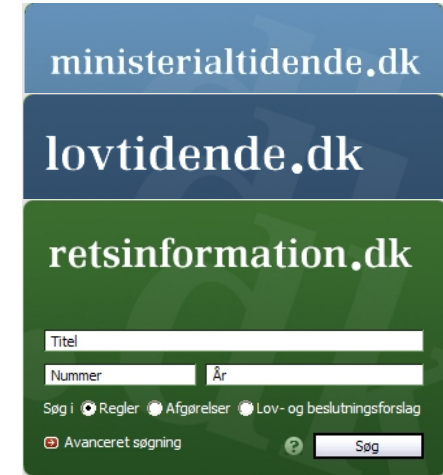 ministerialtidende.dk
lovtidende.dk
retsinformation.dk
Titel
Nummer År
Søg i Regler Afgørelser Lov- og beslutningsforslag
Avanceret søgning ? Søg